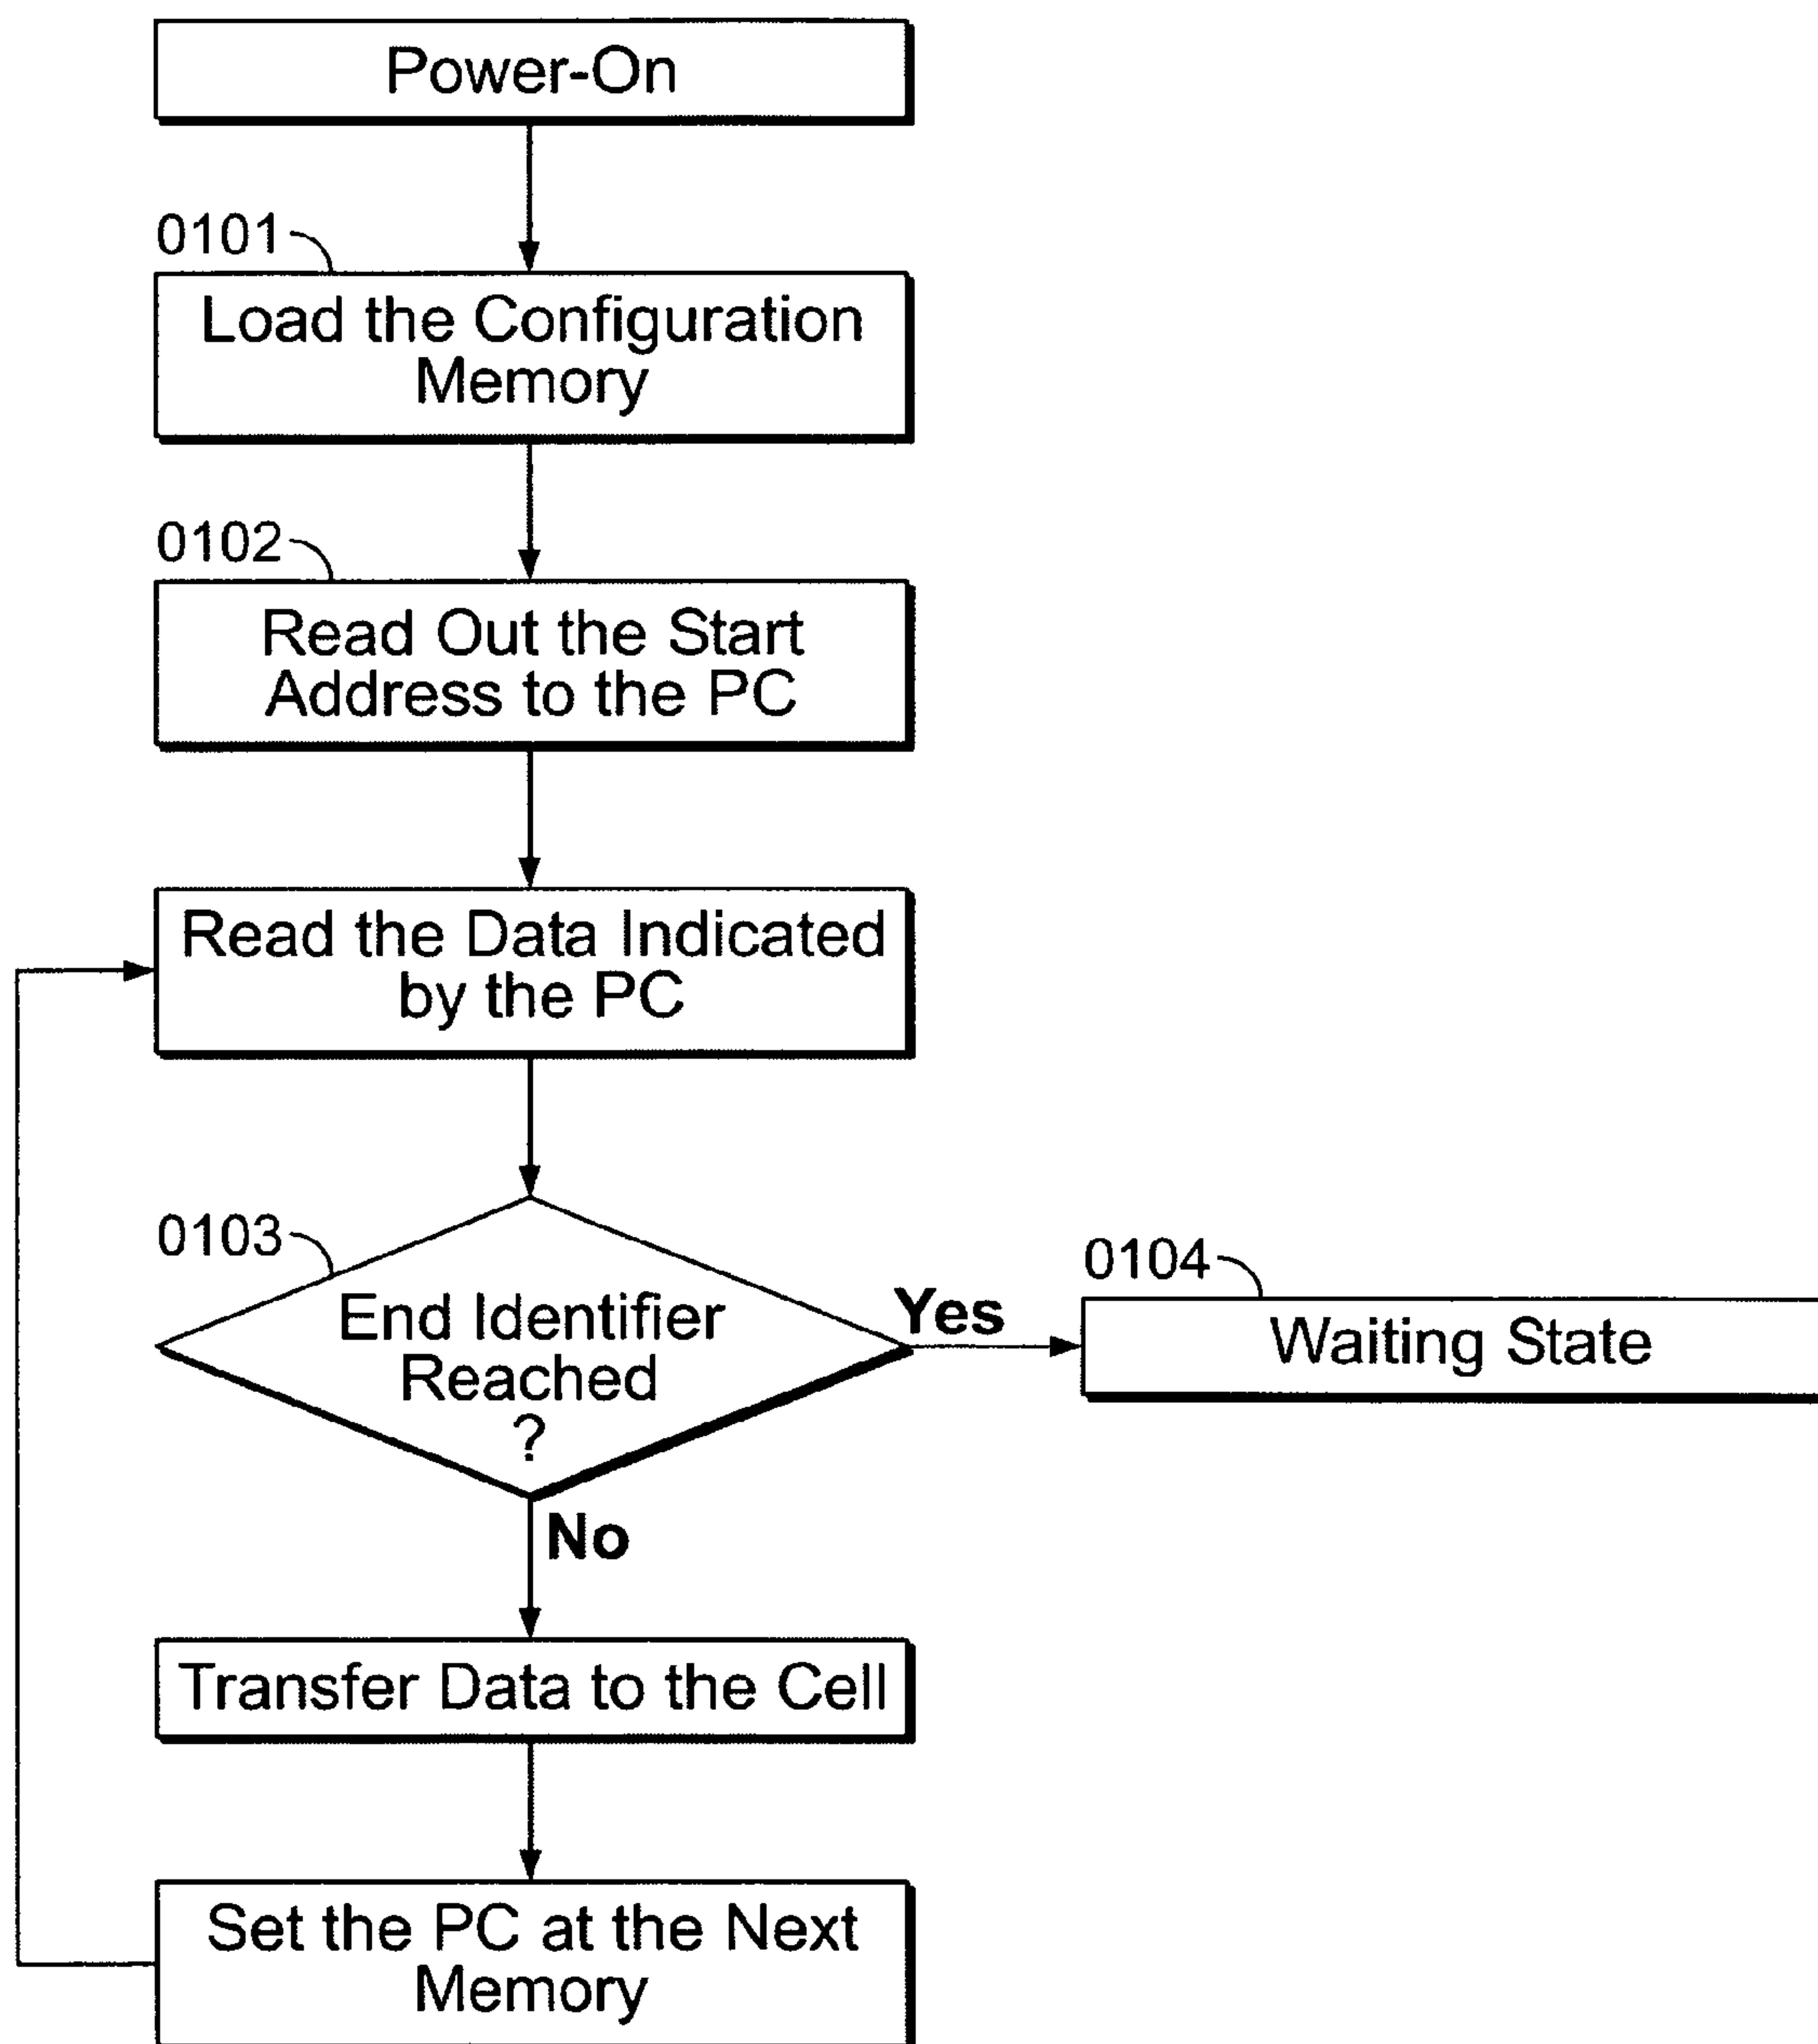 Power-On
0101
Load the Configuration
Memory
0102
Read Out the Start
Address to the PC
Read the Data Indicated
by the PC
0103
End Identifier
Reached
?
Yes
0104
Waiting State
No
Transfer Data to the Cell
Set the PC at the Next
Memory